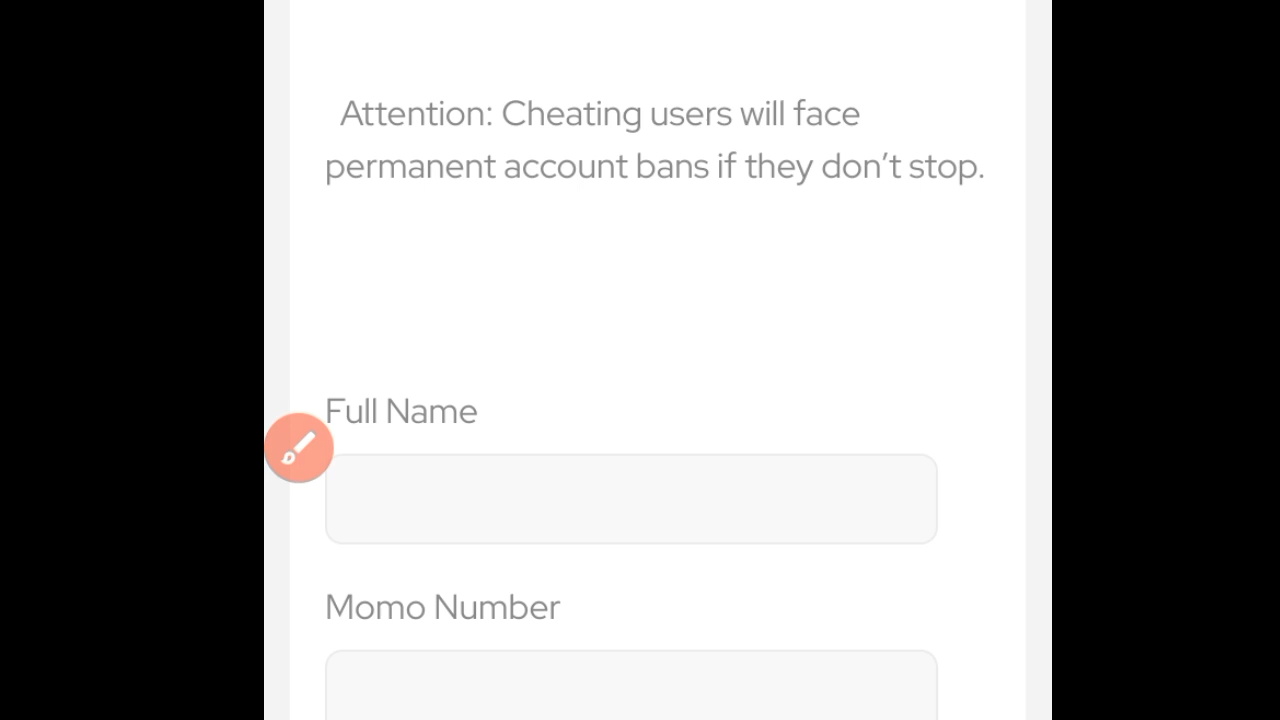 Attention: Cheating users will face
permanent account bans if they don’t stop.
Full Name
Momo Number